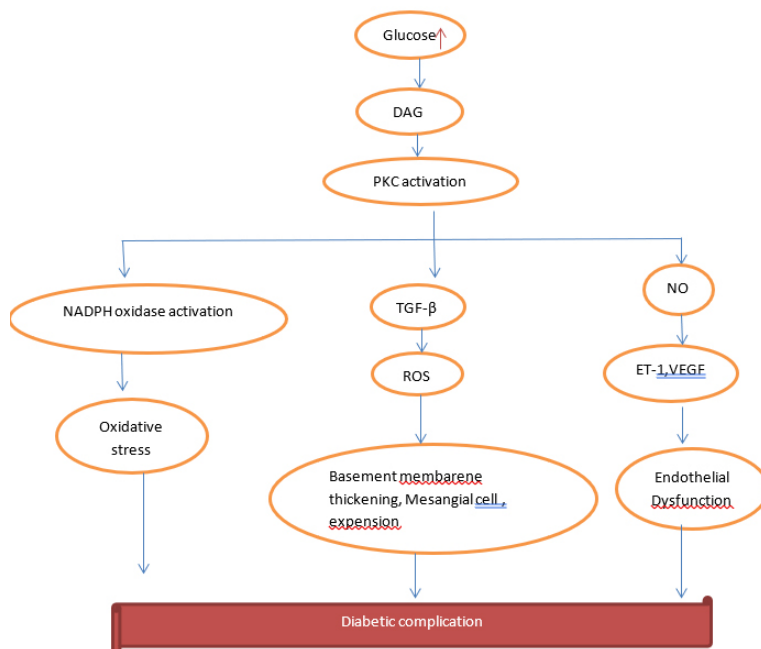 Glucose↑
DAG
PKC activation
NADPH oxidase activation
TGF-β
NO
ROS
ET-1,VEGF
Oxidative
stress
Basement membarene
thickening, Mesangial cell ,
expension
Endothelial
Dysfunction
Diabetic complication